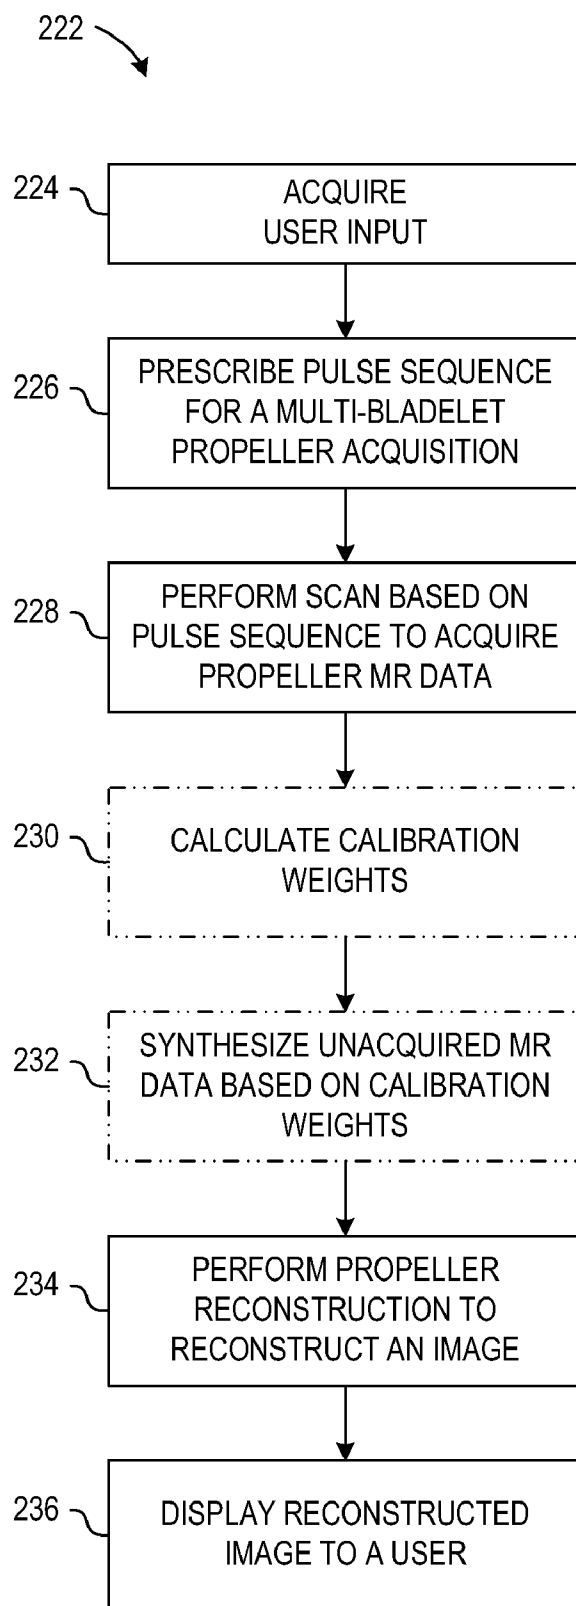 222
224
ACQUIRE
USER INPUT
226
PRESCRIBE PULSE SEQUENCE
FOR A MULTI-BLADELET
PROPELLER ACQUISITION
228
PERFORM SCAN BASED ON
PULSE SEQUENCE TO ACQUIRE
PROPELLER MR DATA
230
CALCULATE CALIBRATION
WEIGHTS
232
SYNTHESIZE UNACQUIRED MR
DATA BASED ON CALIBRATION
WEIGHTS
234
PERFORM PROPELLER
RECONSTRUCTION TO
RECONSTRUCT AN IMAGE
236
DISPLAY RECONSTRUCTED
IMAGE TO A USER